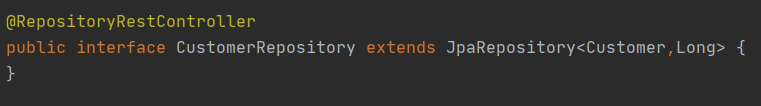 @RepositoryRestController
public interface CustomerRepository extends JpaRepository<Customer,Long> {
}